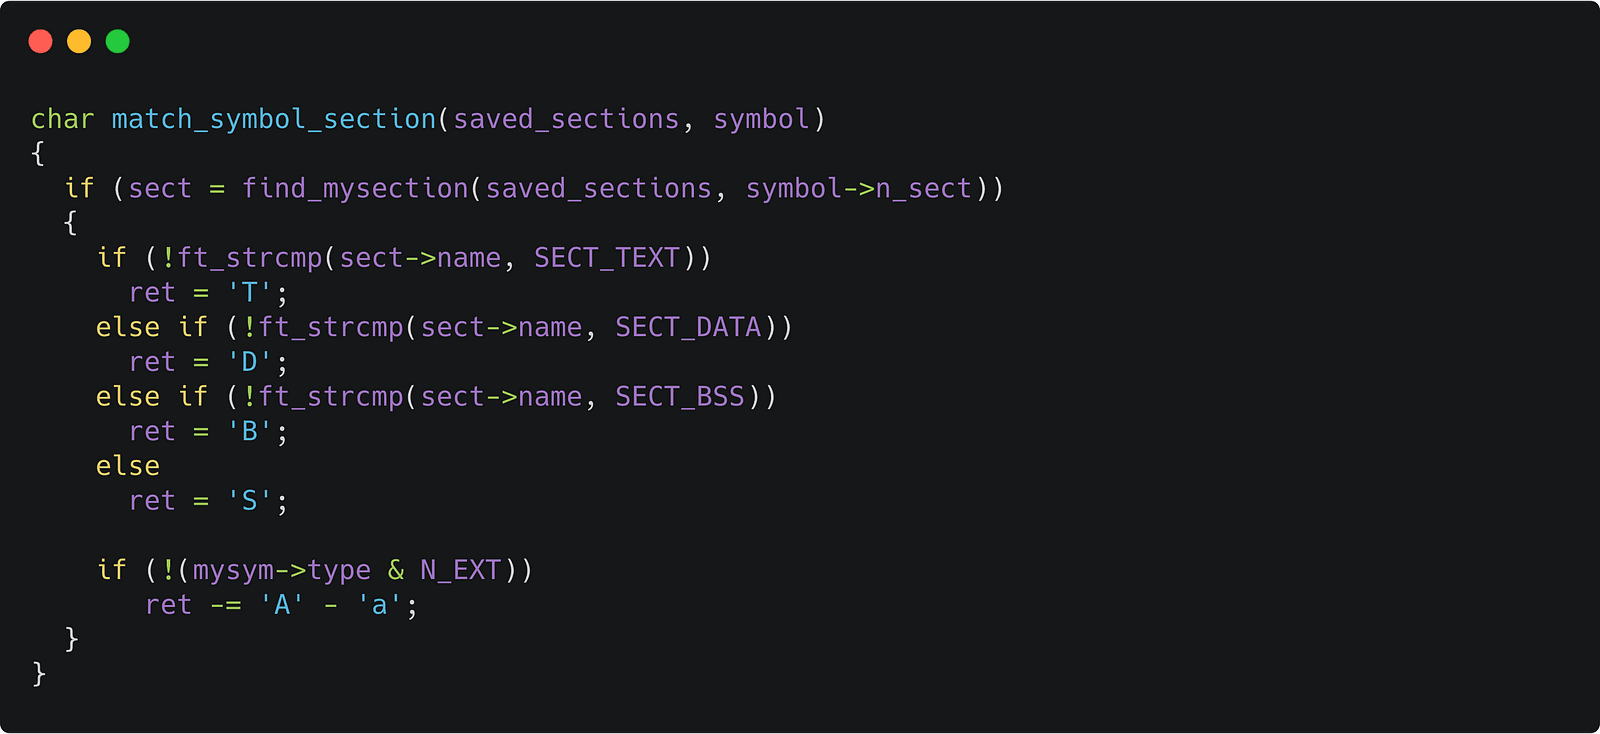 char match_symbol_section(saved_sections, symbol)
{
  if (sect = find_mysection(saved_sections, symbol->n_sect))
  {
    if (!ft_strcmp(sect->name, SECT_TEXT))
      ret = 'T';
    else if (!ft_strcmp(sect->name, SECT_DATA))
      ret = 'D';
    else if (!ft_strcmp(sect->name, SECT_BSS))
      ret = 'B';
    else
      ret = 'S';

    if (!(mysym->type & N_EXT))
       ret -= 'A' - 'a';
  }
}